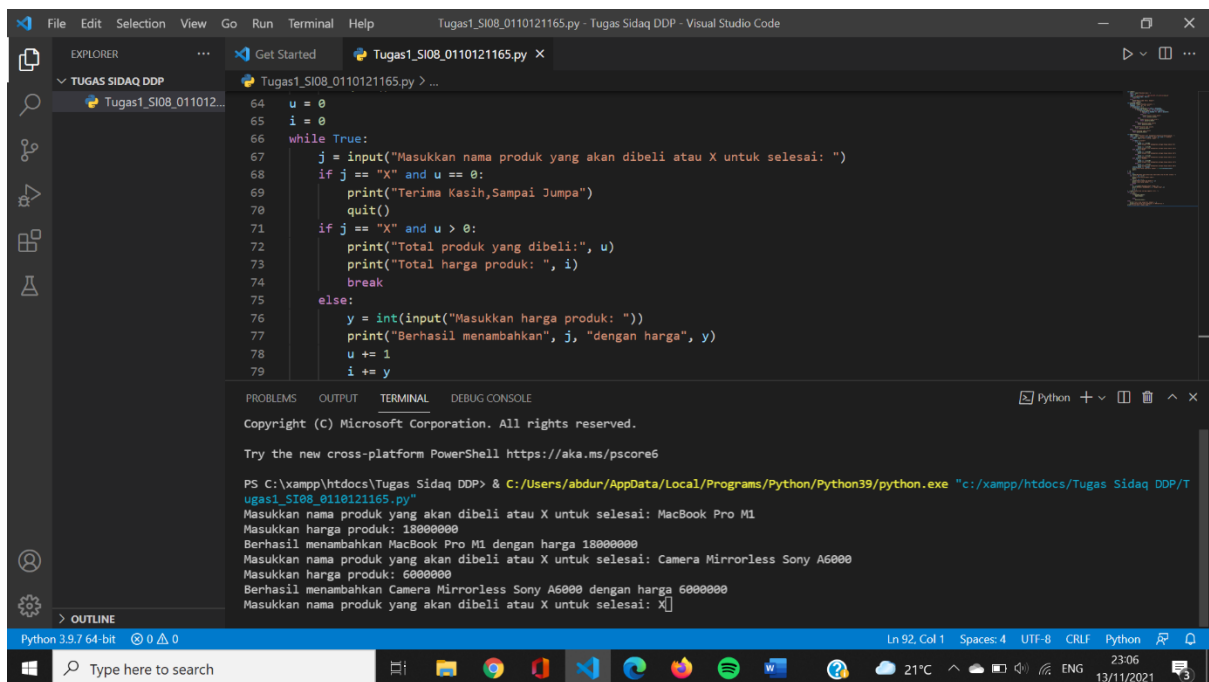 File Edit Selection View Go Run Terminal Help Tugas1_SI08_0110121165.py - Tugas Sidaq DDP - Visual Studio Code
EXPLORER ... Get Started Tugas1_SI08_0110121165.py
TUGAS SIDAQ DDP
Tugas1_SI08_0110121165.py > ...
Tugas1_SI08_011012...
64 u = 0
65 i = 0
66 while True:
67 j = input("Masukkan nama produk yang akan dibeli atau X untuk selesai: ")
68 if j == "X" and u == 0:
69 print("Terima Kasih,Sampai Jumpa")
70 quit()
71 if j == "X" and u > 0:
72 print("Total produk yang dibeli:", u)
73 print("Total harga produk: ", i)
74 break
75 else:
76 y = int(input("Masukkan harga produk: "))
77 print("Berhasil menambahkan", j, "dengan harga", y)
78 u += 1
79 i += y
PROBLEMS OUTPUT TERMINAL DEBUG CONSOLE Python
Copyright (C) Microsoft Corporation. All rights reserved.
Try the new cross-platform PowerShell https://aka.ms/pscore6
PS C:\xampp\htdocs\Tugas Sidaq DDP> & C:/Users/abdur/AppData/Local/Programs/Python/Python39/python.exe "c:/xampp/htdocs/Tugas Sidaq DDP/T
ugas1_SI08_0110121165.py"
Masukkan nama produk yang akan dibeli atau X untuk selesai: MacBook Pro M1
Masukkan harga produk: 18000000
Berhasil menambahkan MacBook Pro M1 dengan harga 18000000
Masukkan nama produk yang akan dibeli atau X untuk selesai: Camera Mirrorless Sony A6000
Masukkan harga produk: 6000000
Berhasil menambahkan Camera Mirrorless Sony A6000 dengan harga 6000000
Masukkan nama produk yang akan dibeli atau X untuk selesai: X
OUTLINE
Python 3.9.7 64-bit 0 0 Ln 92, Col 1 Spaces: 4 UTF-8 CRLF Python
Type here to search 21°C ENG 23:06
13/11/2021 3